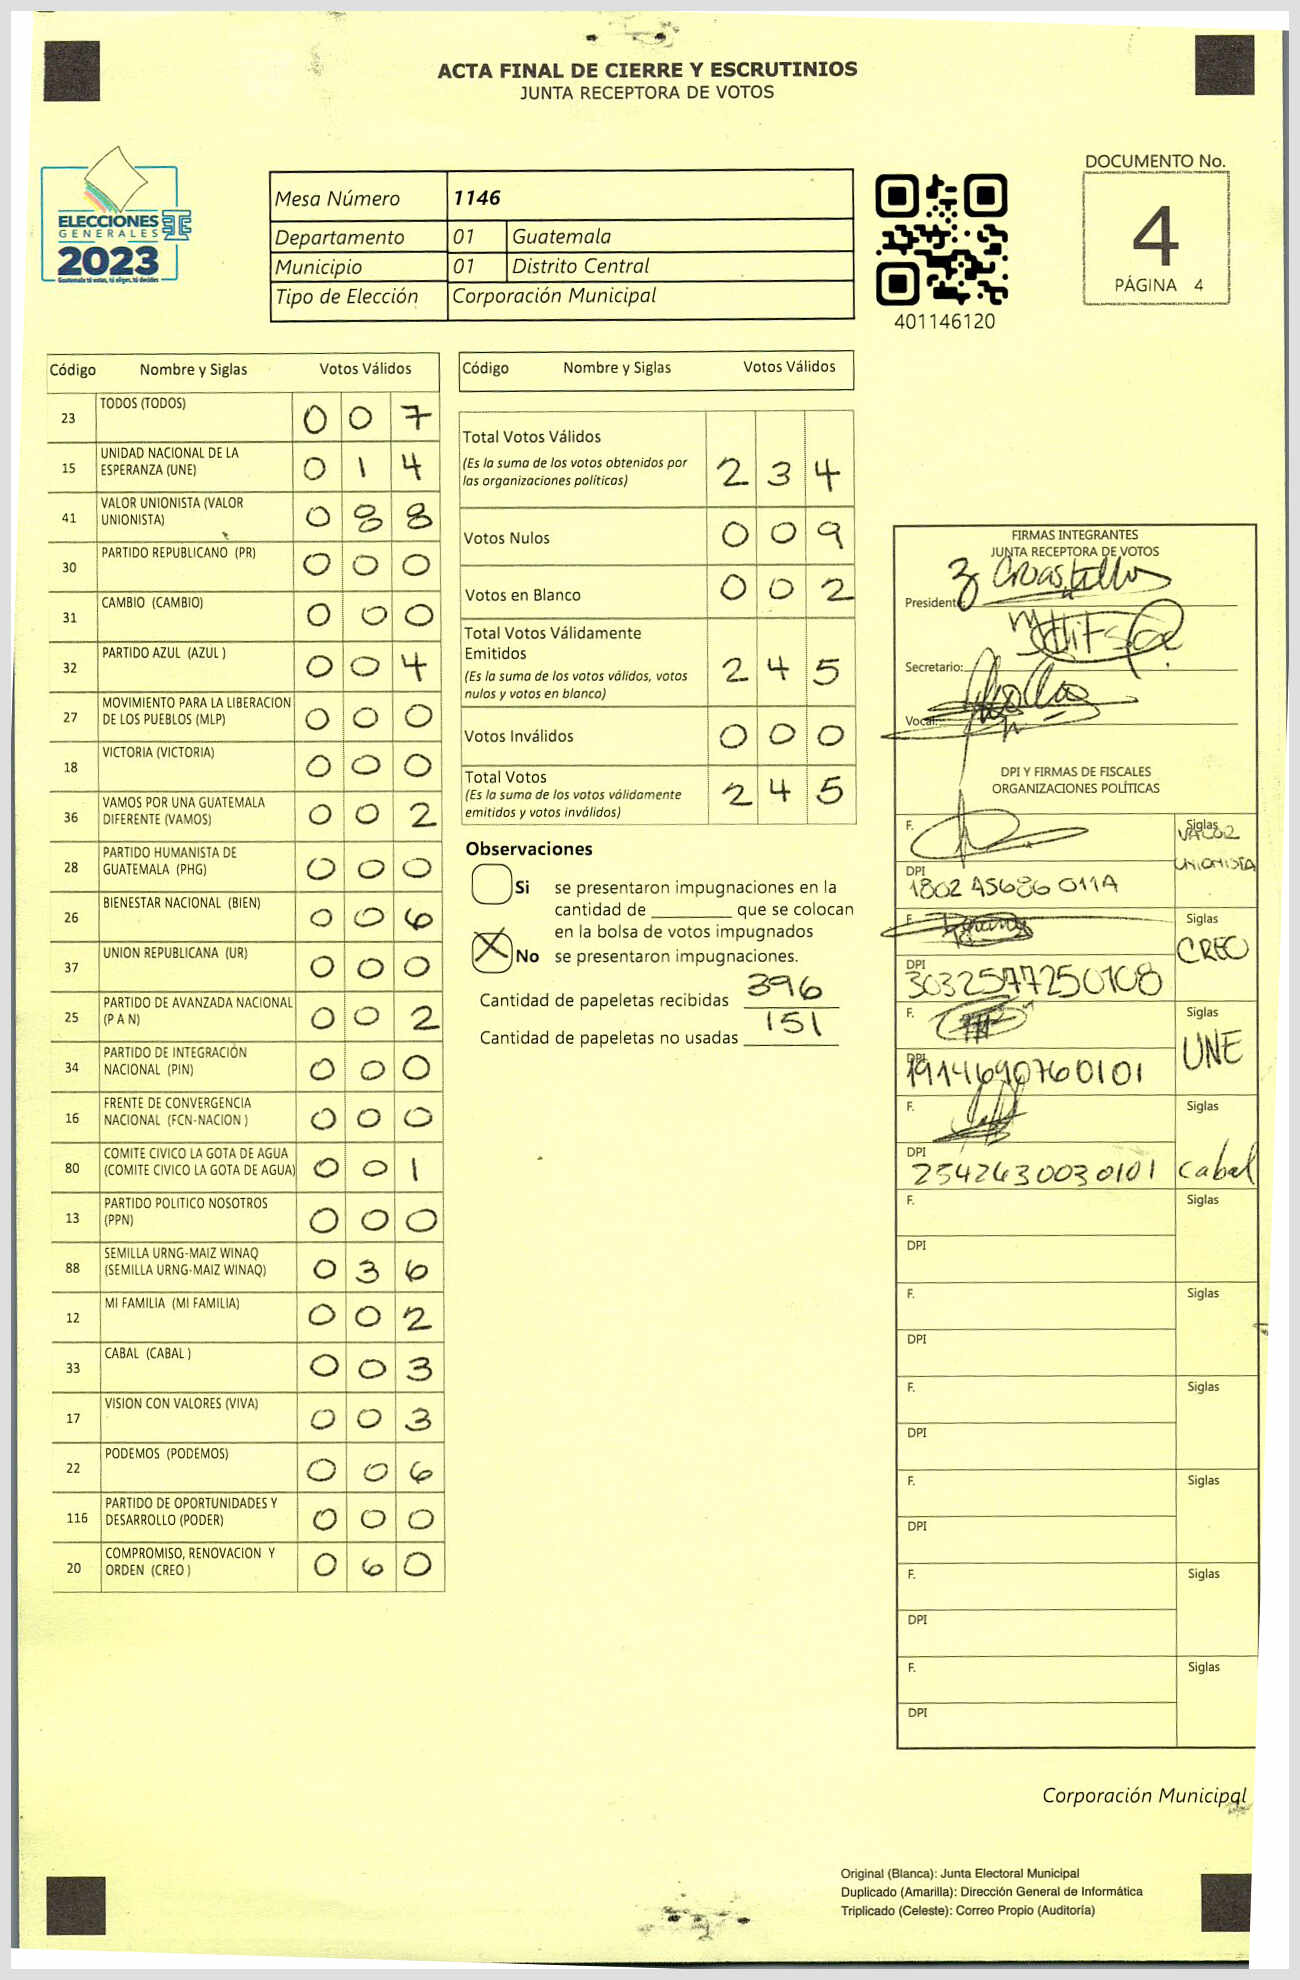 ACTA FINAL DE CIERRE Y ESCRUTINIOS
JUNTA RECEPTORA DE VOTOS
ELECCIONES
GENERALES
2023
Guatemala tú votas, tú eliges, tú decides
Mesa Número 1146
Departamento 01 Guatemala
Municipio 01 Distrito Central
Tipo de Elección Corporación Municipal
401146120
DOCUMENTO No.
4
PÁGINA 4
Código Nombre y Siglas Votos Válidos
23 TODOS (TODOS) 0 0 7
15 UNIDAD NACIONAL DE LA
ESPERANZA (UNE) 0 1 4
41 VALOR UNIONISTA (VALOR
UNIONISTA) 0 8 8
30 PARTIDO REPUBLICANO (PR) 0 0 0
31 CAMBIO (CAMBIO) 0 0 0
32 PARTIDO AZUL (AZUL ) 0 0 4
27 MOVIMIENTO PARA LA LIBERACION
DE LOS PUEBLOS (MLP) 0 0 0
18 VICTORIA (VICTORIA) 0 0 0
36 VAMOS POR UNA GUATEMALA
DIFERENTE (VAMOS) 0 0 2
28 PARTIDO HUMANISTA DE
GUATEMALA (PHG) 0 0 0
26 BIENESTAR NACIONAL (BIEN) 0 0 6
37 UNION REPUBLICANA (UR) 0 0 0
25 PARTIDO DE AVANZADA NACIONAL
(P A N) 0 0 2
34 PARTIDO DE INTEGRACIÓN
NACIONAL (PIN) 0 0 0
16 FRENTE DE CONVERGENCIA
NACIONAL (FCN-NACION ) 0 0 0
80 COMITE CIVICO LA GOTA DE AGUA
(COMITE CIVICO LA GOTA DE AGUA) 0 0 1
13 PARTIDO POLITICO NOSOTROS
(PPN) 0 0 0
88 SEMILLA URNG-MAIZ WINAQ
(SEMILLA URNG-MAIZ WINAQ) 0 3 6
12 MI FAMILIA (MI FAMILIA) 0 0 2
33 CABAL (CABAL ) 0 0 3
17 VISION CON VALORES (VIVA) 0 0 3
22 PODEMOS (PODEMOS) 0 0 6
116 PARTIDO DE OPORTUNIDADES Y
DESARROLLO (PODER) 0 0 0
20 COMPROMISO, RENOVACION Y
ORDEN (CREO ) 0 6 0
Código Nombre y Siglas Votos Válidos
Total Votos Válidos
(Es la suma de los votos obtenidos por
las organizaciones políticas) 2 3 4
Votos Nulos 0 0 9
Votos en Blanco 0 0 2
Total Votos Válidamente
Emitidos
(Es la suma de los votos válidos, votos
nulos y votos en blanco) 2 4 5
Votos Inválidos 0 0 0
Total Votos
(Es la suma de los votos válidamente
emitidos y votos inválidos) 2 4 5
Observaciones
Si se presentaron impugnaciones en la
cantidad de ________ que se colocan
en la bolsa de votos impugnados
X No se presentaron impugnaciones.
Cantidad de papeletas recibidas 396
Cantidad de papeletas no usadas 151
FIRMAS INTEGRANTES
JUNTA RECEPTORA DE VOTOS
Presidente:
Secretario:
Vocal:
DPI Y FIRMAS DE FISCALES
ORGANIZACIONES POLÍTICAS
F. Siglas VALOR
UNIONISTA
DPI 1802 45686 0114
F. Siglas
CREO
DPI 3032577250108
F. Siglas
UNE
DPI 1914690760101
F. Siglas
DPI 2542630030101 cabal
F. Siglas
DPI
F. Siglas
DPI
F. Siglas
DPI
F. Siglas
DPI
F. Siglas
DPI
F. Siglas
DPI
Corporación Municipal
Original (Blanca): Junta Electoral Municipal
Duplicado (Amarilla): Dirección General de Informática
Triplicado (Celeste): Correo Propio (Auditoría)